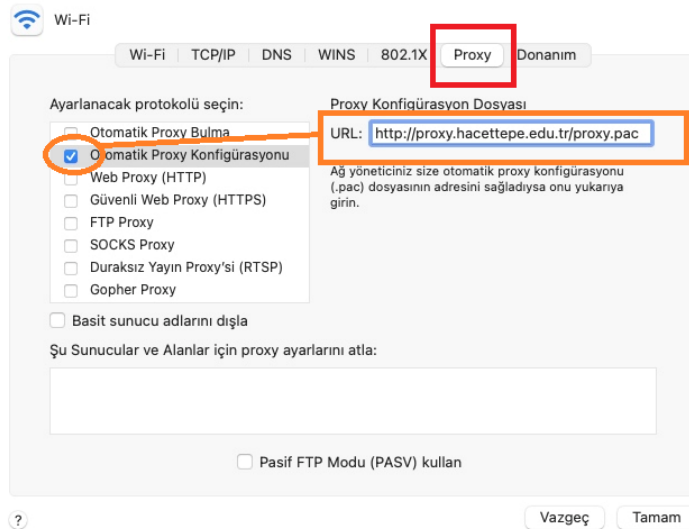 Wi-Fi
Wi-Fi TCP/IP DNS WINS 802.1X Proxy Donanım
Ayarlanacak protokolü seçin:
Otomatik Proxy Bulma
Otomatik Proxy Konfigürasyonu
Web Proxy (HTTP)
Güvenli Web Proxy (HTTPS)
FTP Proxy
SOCKS Proxy
Duraksız Yayın Proxy'si (RTSP)
Gopher Proxy
Proxy Konfigürasyon Dosyası
URL: http://proxy.hacettepe.edu.tr/proxy.pac
Ağ yöneticiniz size otomatik proxy konfigürasyonu
(.pac) dosyasının adresini sağladıysa onu yukarıya
girin.
Basit sunucu adlarını dışla
Şu Sunucular ve Alanlar için proxy ayarlarını atla:
Pasif FTP Modu (PASV) kullan
? Vazgeç Tamam